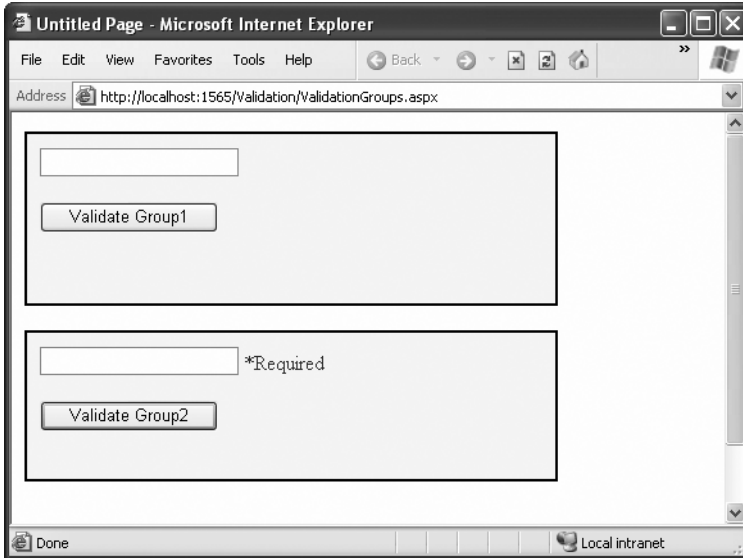 Untitled Page - Microsoft Internet Explorer
File Edit View Favorites Tools Help Back »
Address http://localhost:1565/Validation/ValidationGroups.aspx
Validate Group1
*Required
Validate Group2
Done Local intranet